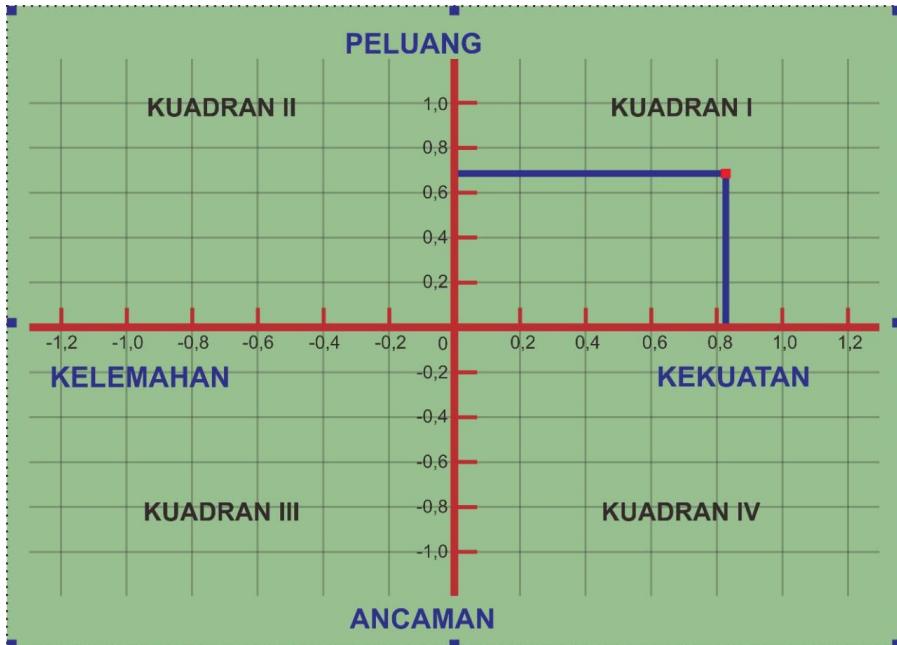 PELUANG
KUADRAN II
KUADRAN I
1,0
0,8
0,6
0,4
0,2
-1,2 -1,0 -0,8 -0,6 -0,4 -0,2 0 0,2 0,4 0,6 0,8 1,0 1,2
KELEMAHAN
KEKUATAN
-0,2
-0,4
-0,6
-0,8
-1,0
KUADRAN III
KUADRAN IV
ANCAMAN